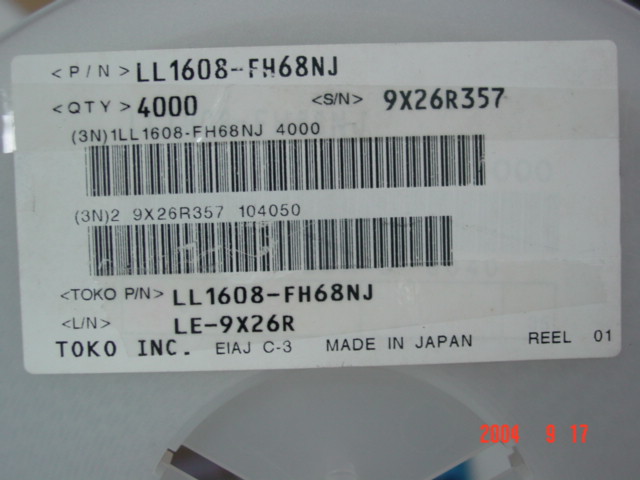 <P/N> LL1608-FH68NJ
<QTY> 4000 <S/N> 9X26R357
(3N)1LL1608-FH68NJ 4000
(3N)2 9X26R357 104050
<TOKO P/N> LL1608-FH68NJ
<L/N> LE-9X26R
TOKO INC. EIAJ C-3 MADE IN JAPAN REEL 01
2004 9 17